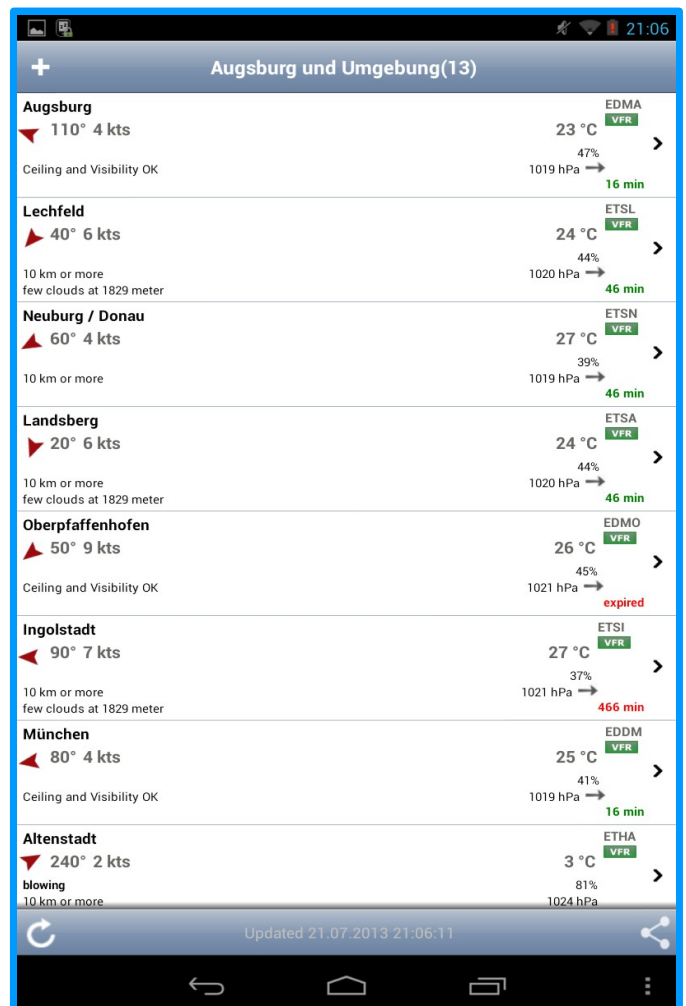 21:06
Augsburg und Umgebung(13)
Augsburg EDMA
110° 4 kts 23 °C VFR
47%
Ceiling and Visibility OK 1019 hPa
16 min
Lechfeld ETSL
40° 6 kts 24 °C VFR
44%
10 km or more 1020 hPa
few clouds at 1829 meter 46 min
Neuburg / Donau ETSN
60° 4 kts 27 °C VFR
39%
10 km or more 1019 hPa
46 min
Landsberg ETSA
20° 6 kts 24 °C VFR
44%
10 km or more 1020 hPa
few clouds at 1829 meter 46 min
Oberpfaffenhofen EDMO
50° 9 kts 26 °C VFR
45%
Ceiling and Visibility OK 1021 hPa
expired
Ingolstadt ETSI
90° 7 kts 27 °C VFR
37%
10 km or more 1021 hPa
few clouds at 1829 meter 466 min
München EDDM
80° 4 kts 25 °C VFR
41%
Ceiling and Visibility OK 1019 hPa
16 min
Altenstadt ETHA
240° 2 kts 3 °C VFR
blowing 81%
10 km or more 1024 hPa
Updated 21.07.2013 21:06:11